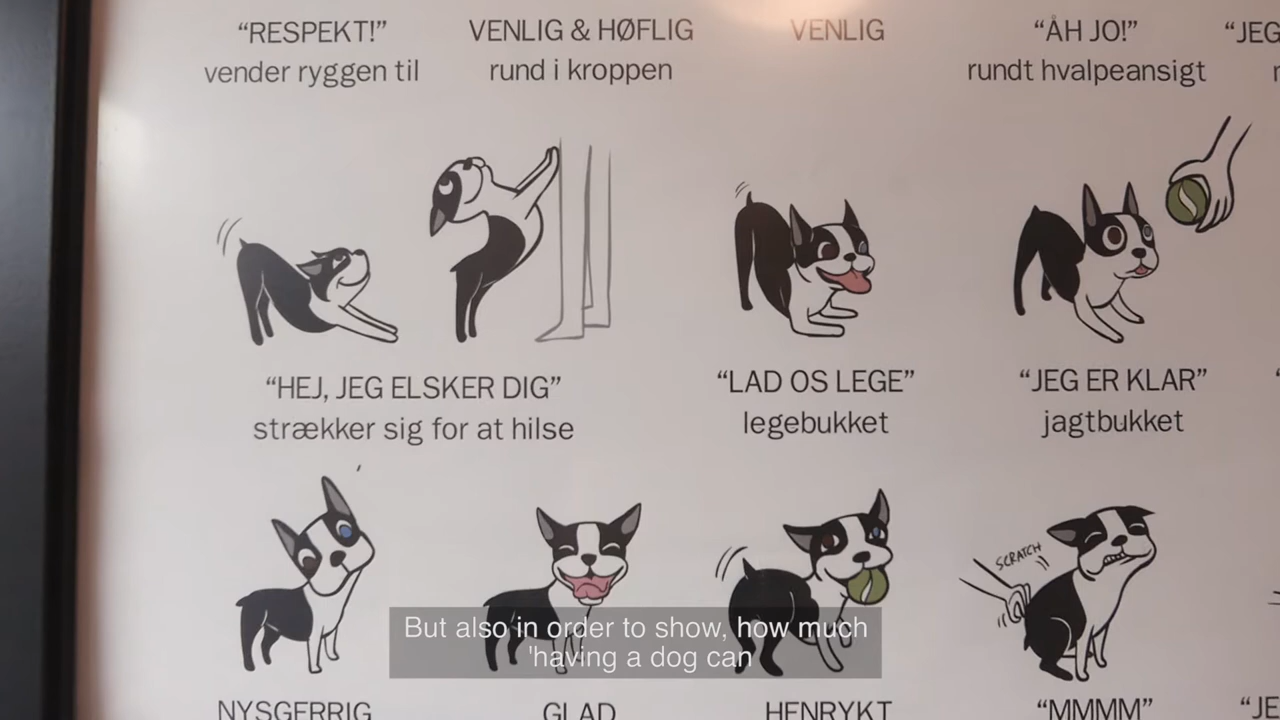 "RESPEKT!"
vender ryggen til
VENLIG & HØFLIG
rund i kroppen
VENLIG
"ÅH JO!"
rundt hvalpeansigt
"JEG
"HEJ, JEG ELSKER DIG"
strækker sig for at hilse
"LAD OS LEGE"
legebukket
"JEG ER KLAR"
jagtbukket
SCRATCH
But also in order to show, how much
'having a dog can
NYSGERRIG
GLAD
HENRYKT
"MMMM"
"JE